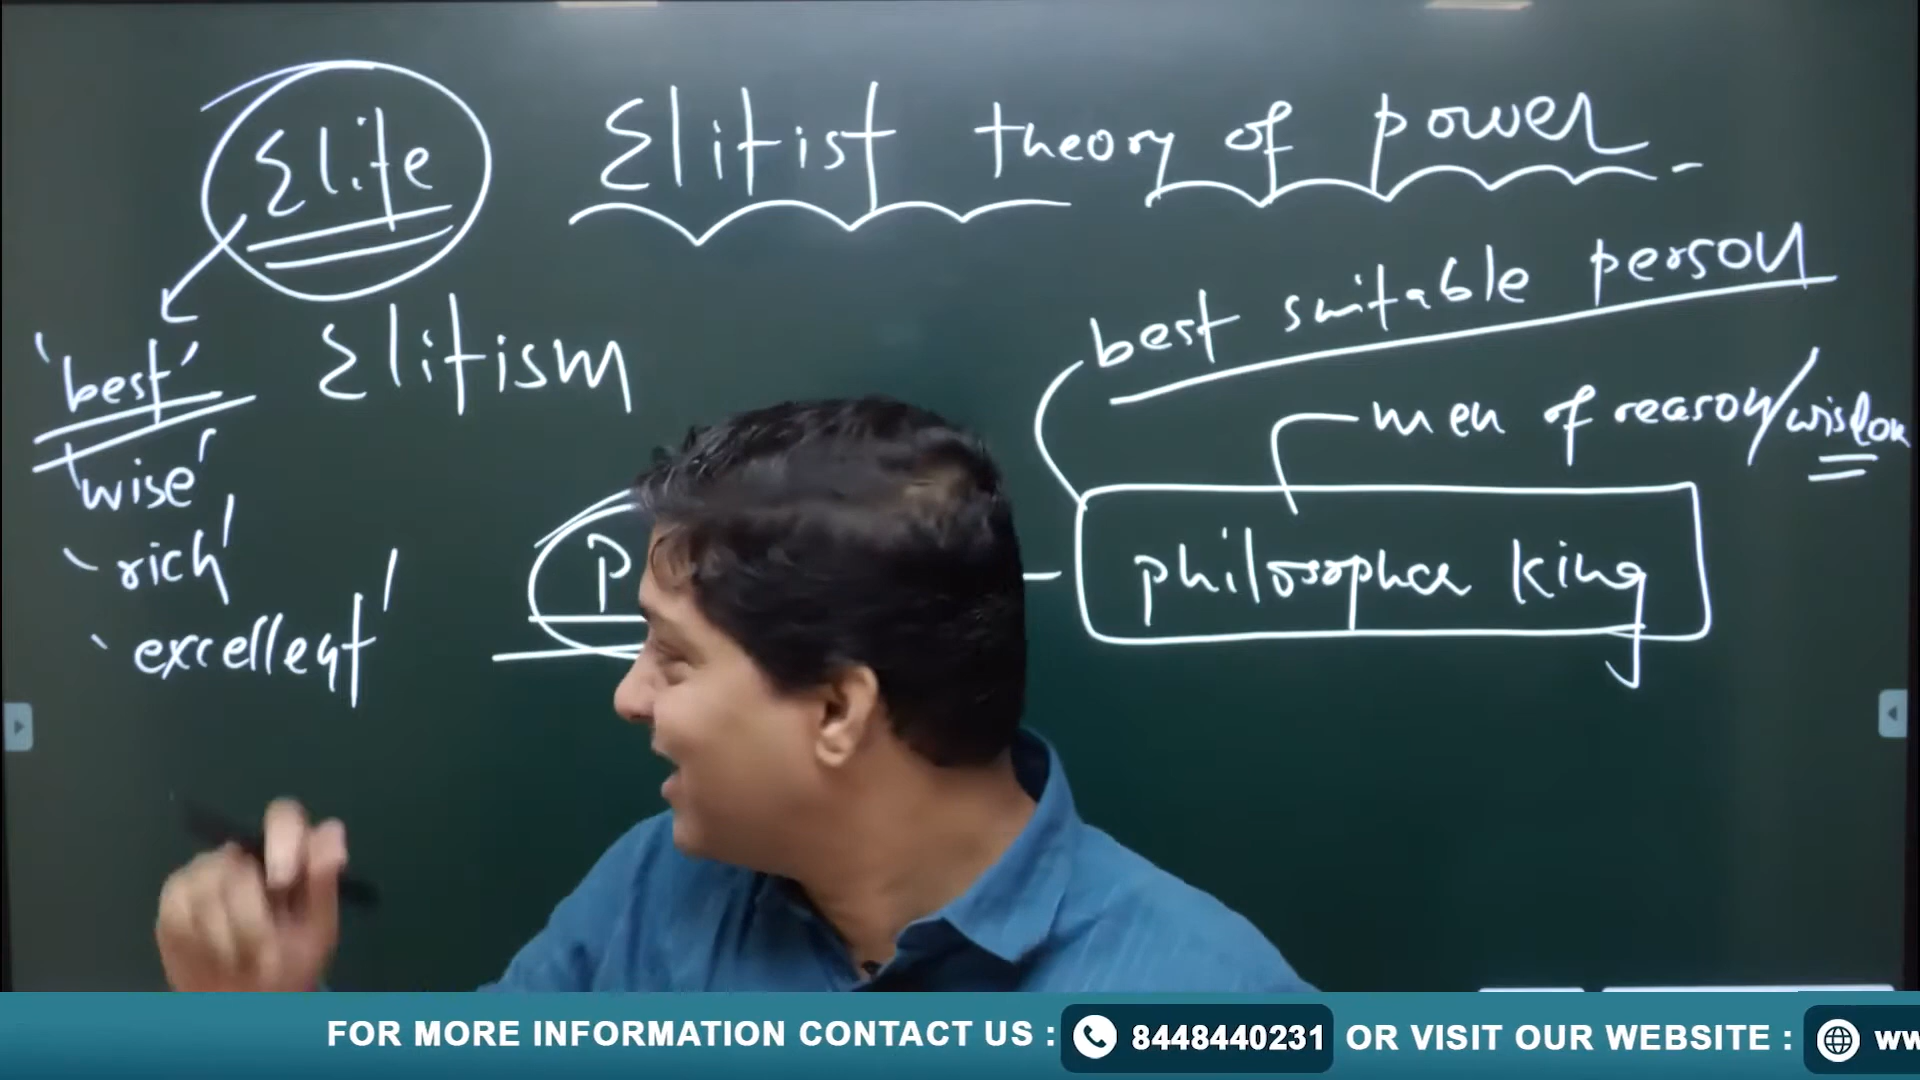 Elite
Elitist theory of power
best suitable person
'best'
Elitism
men of reason/wisdom
'wise'
'rich'
P
- philosopher king
'excellent'
FOR MORE INFORMATION CONTACT US : 8448440231 OR VISIT OUR WEBSITE : ww